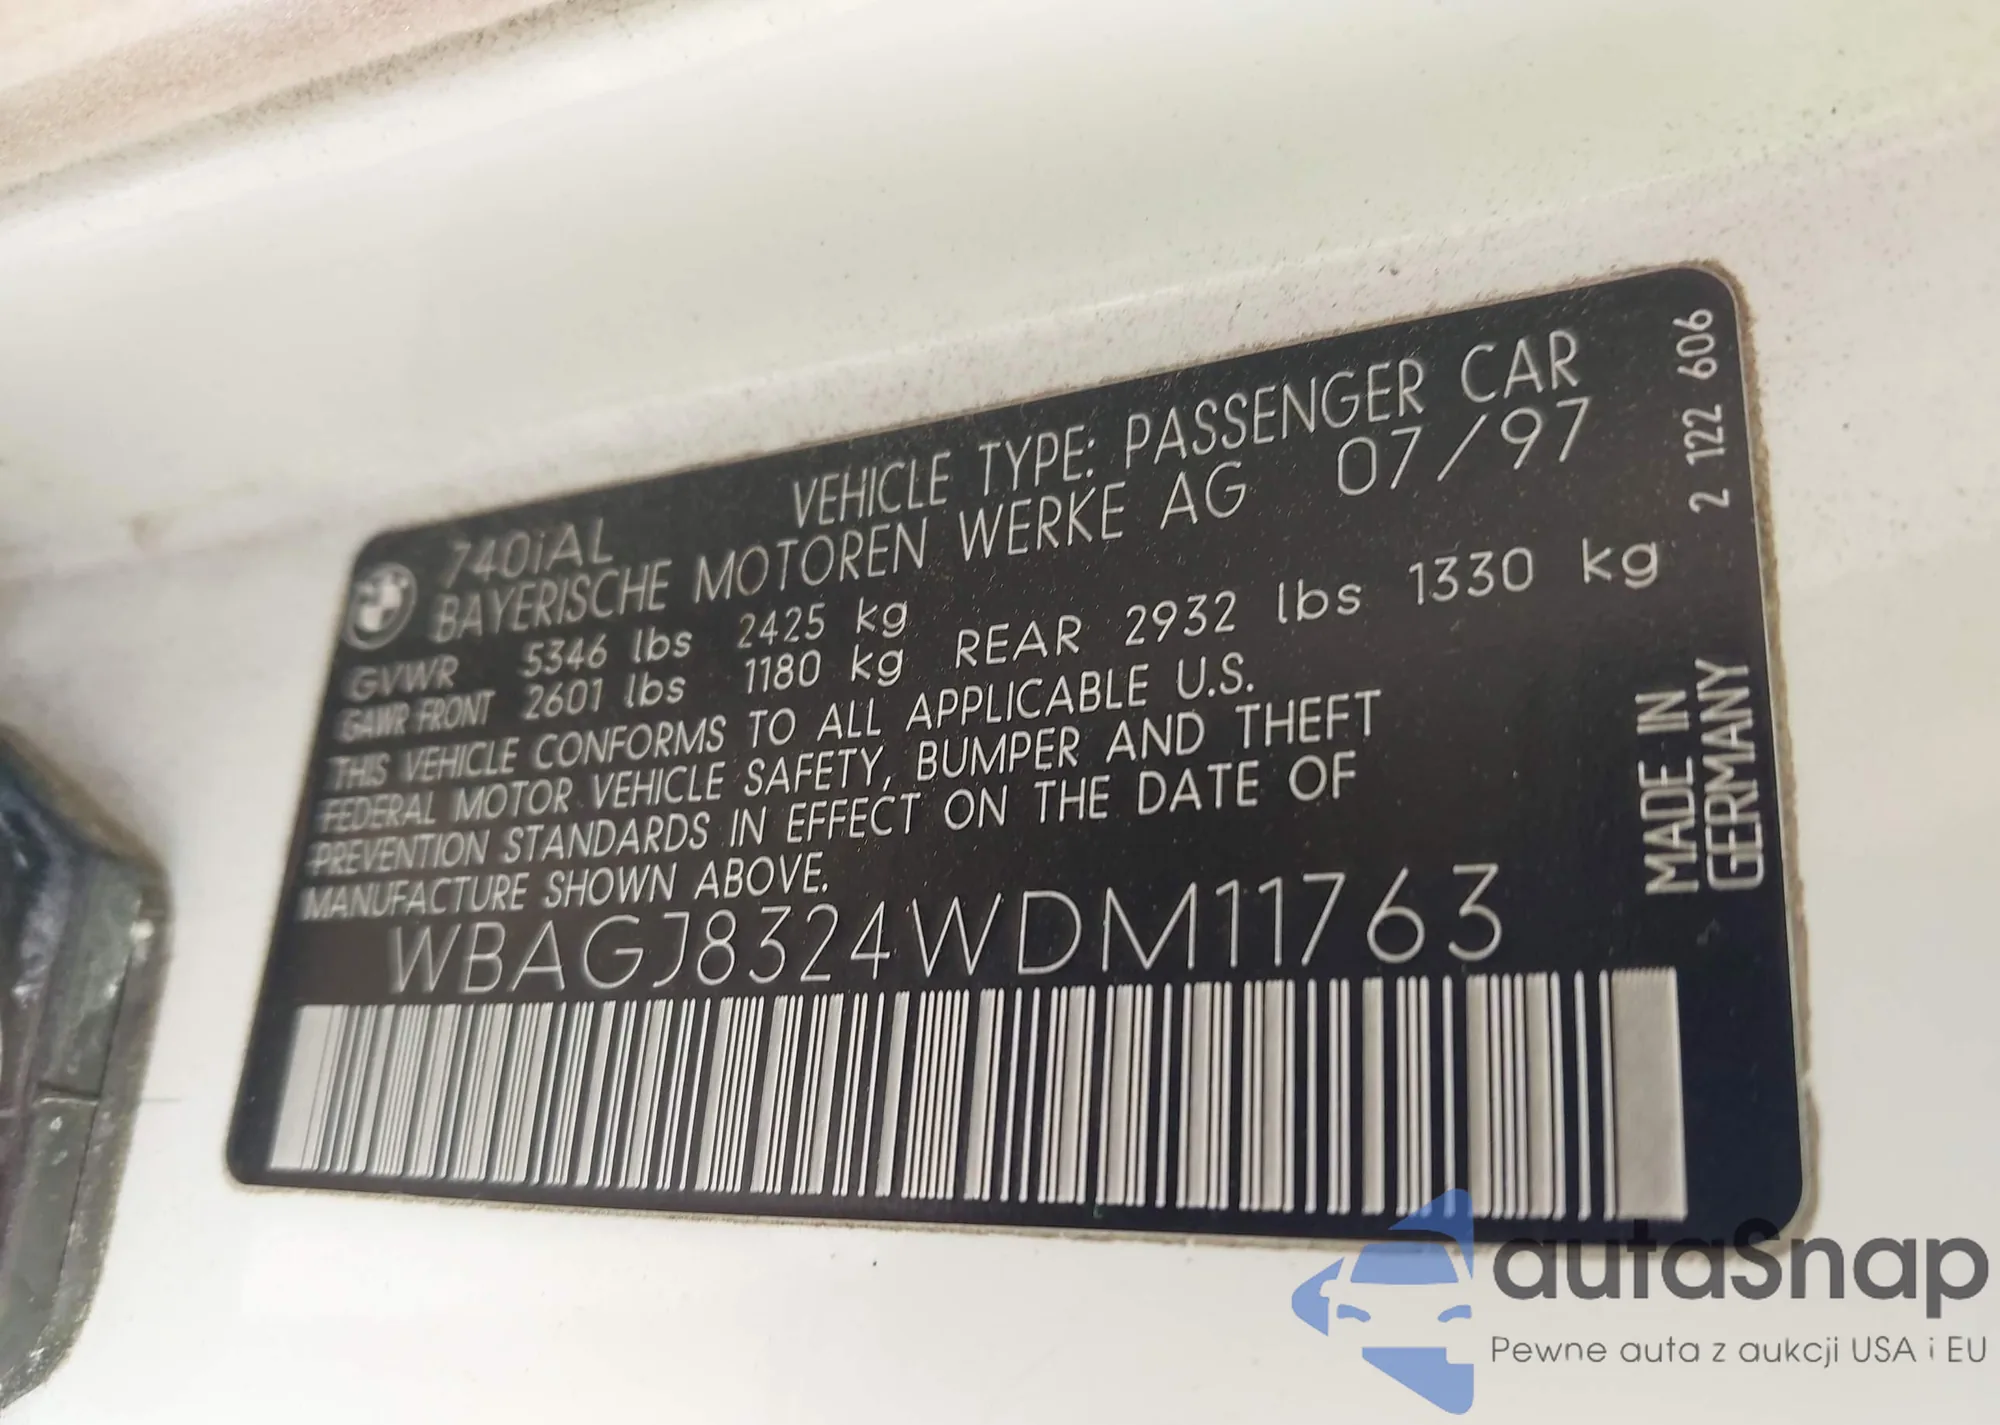 740iAL VEHICLE TYPE: PASSENGER CAR
BAYERISCHE MOTOREN WERKE AG 07/97
GVWR 5346 lbs 2425 kg
GAWR FRONT 2601 lbs 1180 kg REAR 2932 lbs 1330 kg
THIS VEHICLE CONFORMS TO ALL APPLICABLE U.S.
FEDERAL MOTOR VEHICLE SAFETY, BUMPER AND THEFT
PREVENTION STANDARDS IN EFFECT ON THE DATE OF
MANUFACTURE SHOWN ABOVE.
WBAGJ8324WDM11763
2 122 606
MADE IN
GERMANY
autaSnap
Pewne auta z aukcji USA i EU